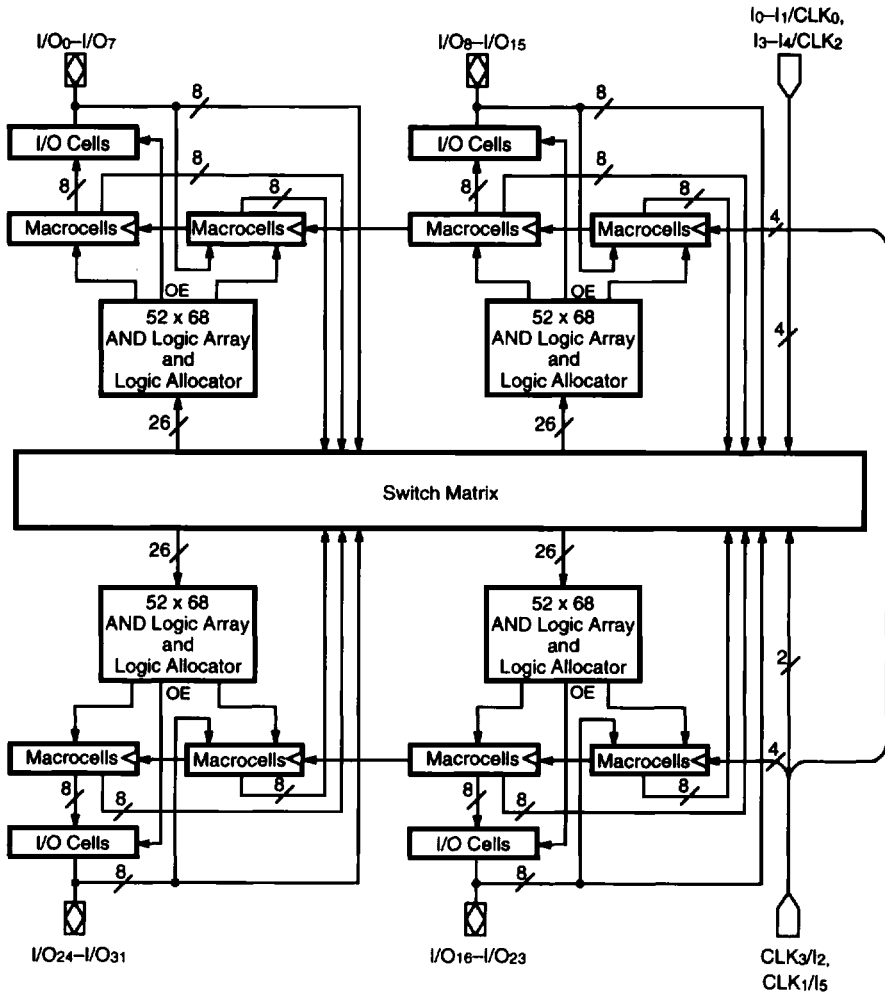 I/O0–I/O7
I/O8–I/O15
I0–I1/CLK0,
I3–I4/CLK2
8
8
I/O Cells
I/O Cells
8
8
8
8
8
8
Macrocells
Macrocells
Macrocells
Macrocells
4
OE
OE
52 x 68
AND Logic Array
and
Logic Allocator
52 x 68
AND Logic Array
and
Logic Allocator
4
26
26
Switch Matrix
26
26
52 x 68
AND Logic Array
and
Logic Allocator
52 x 68
AND Logic Array
and
Logic Allocator
2
OE
OE
Macrocells
Macrocells
Macrocells
Macrocells
4
8
8
8
8
8
8
I/O Cells
I/O Cells
8
8
I/O24–I/O31
I/O16–I/O23
CLK3/I2,
CLK1/I5